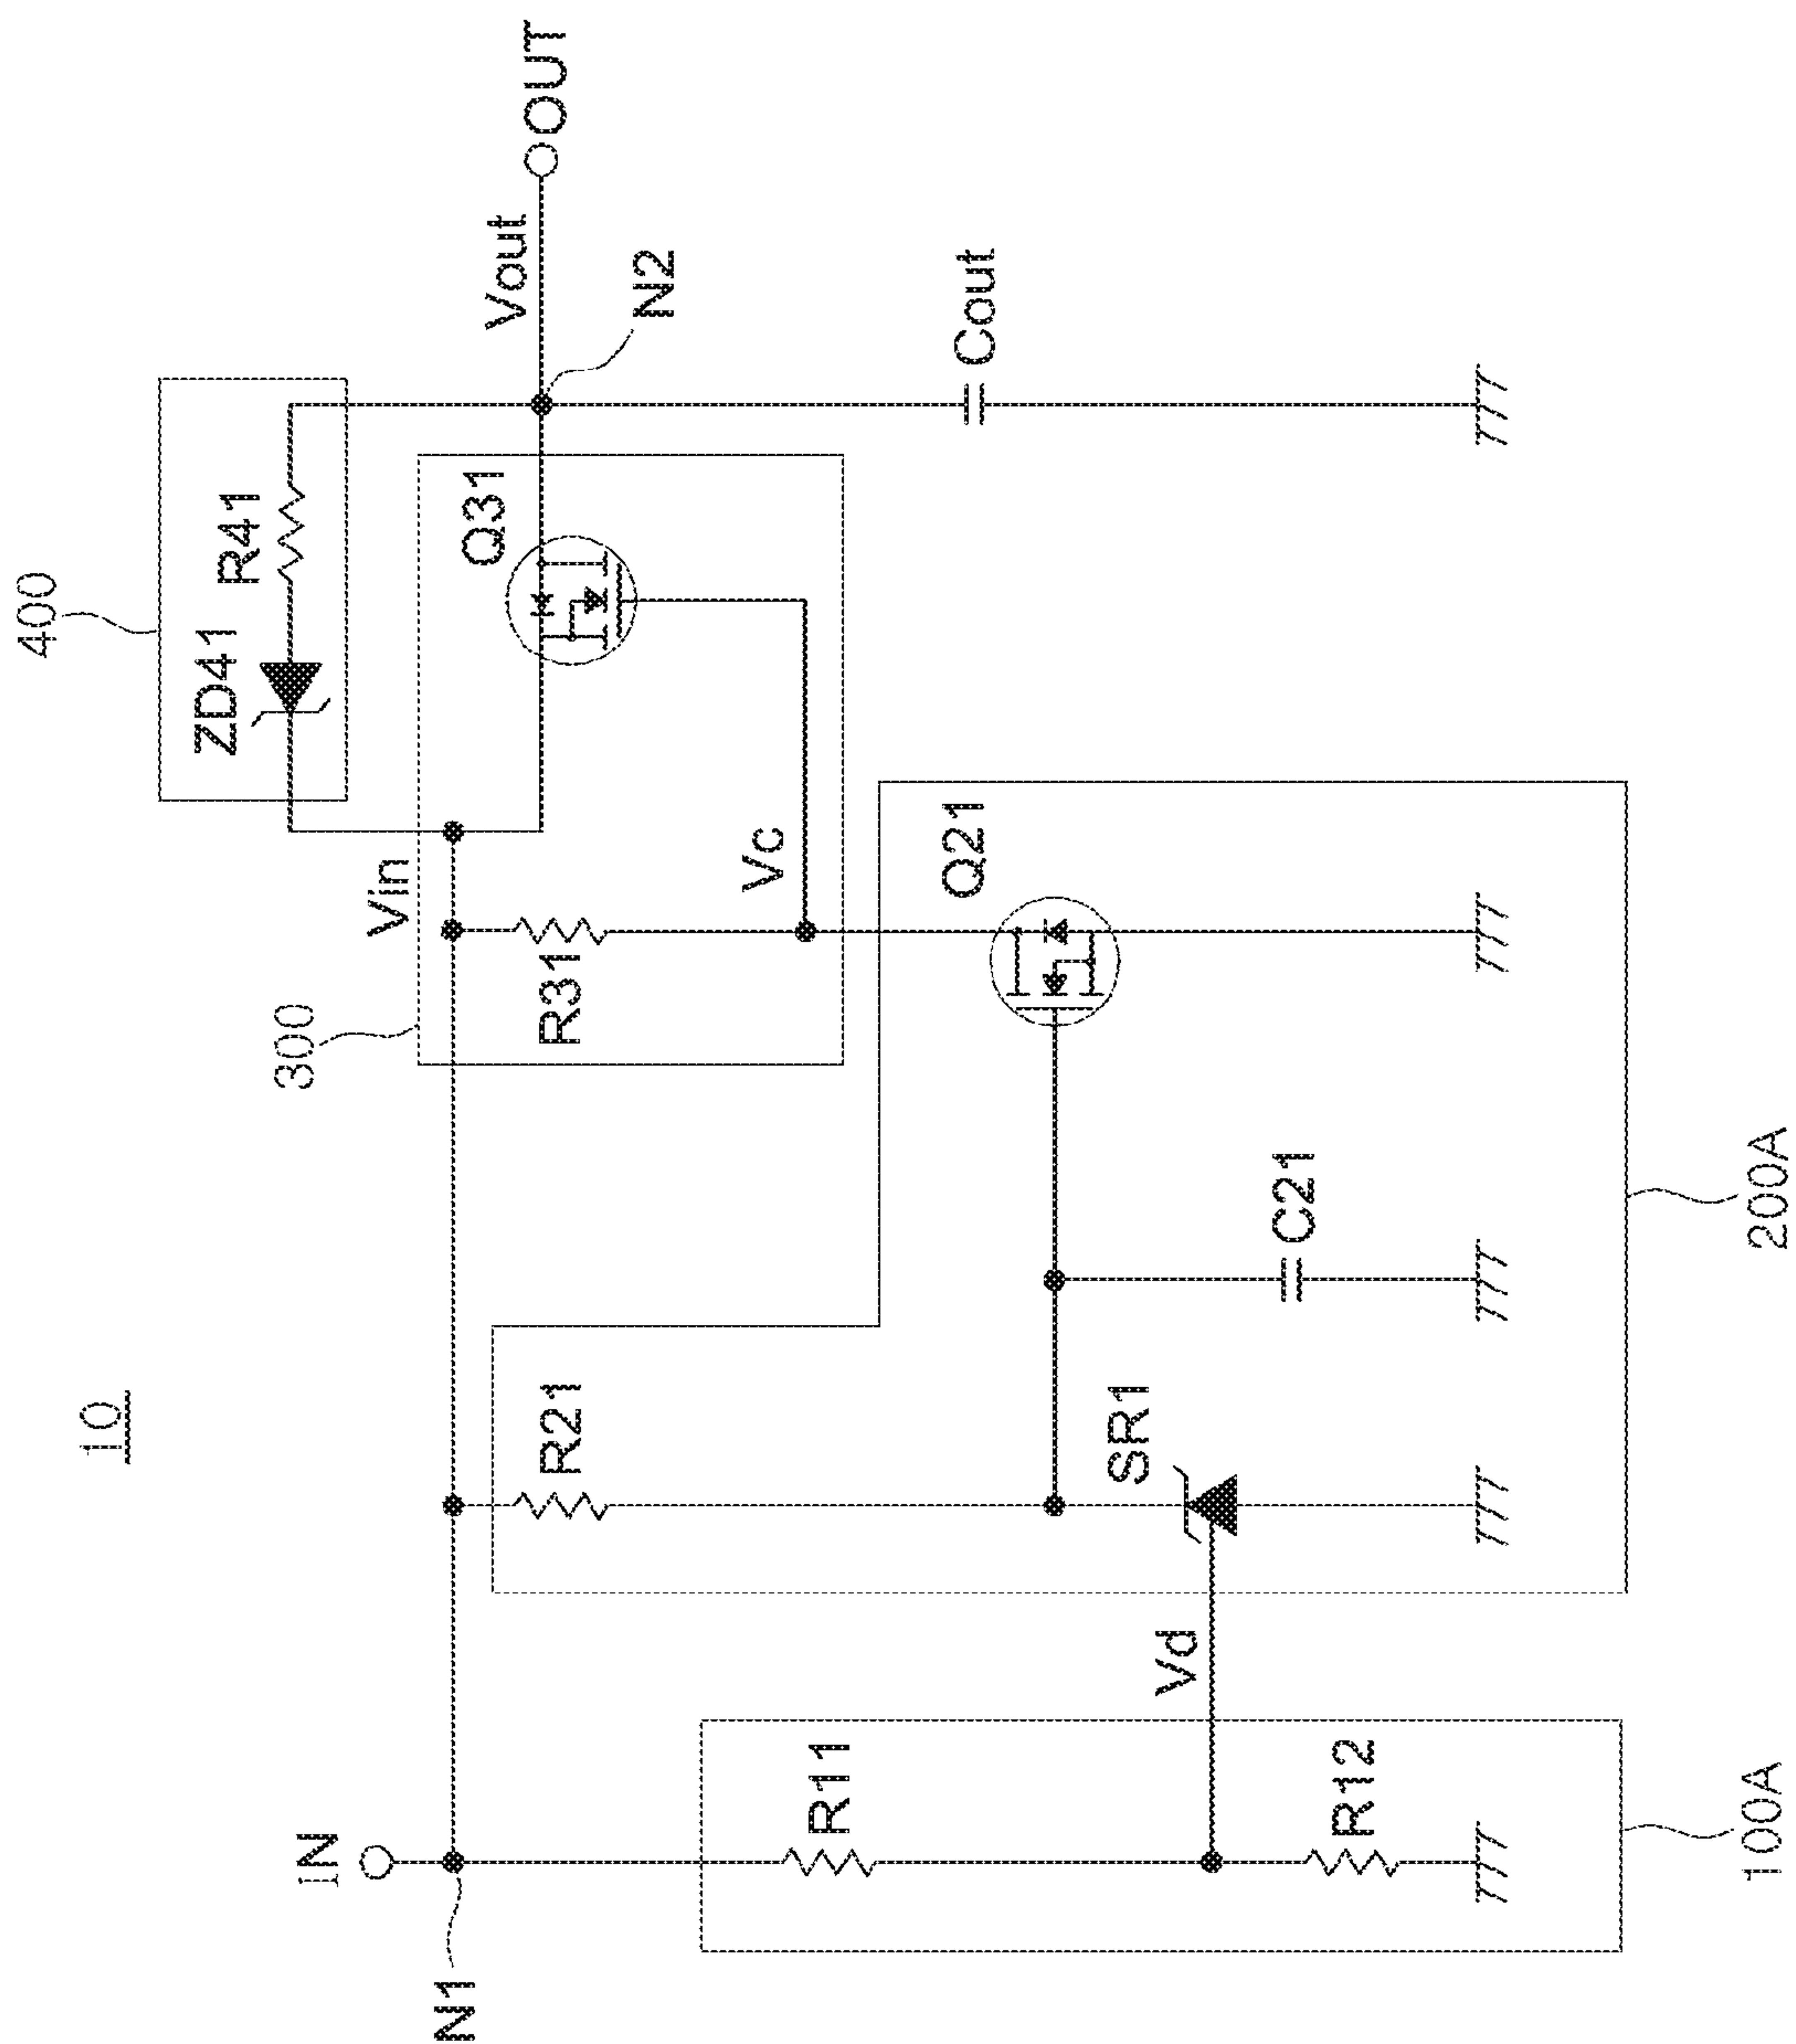 10
IN
N1
R11
R12
100A
Vd
R21
SR1
C21
Q21
200A
300
Vin
R31
Vc
Q31
400
ZD41
R41
Vout
N2
Cout
OUT